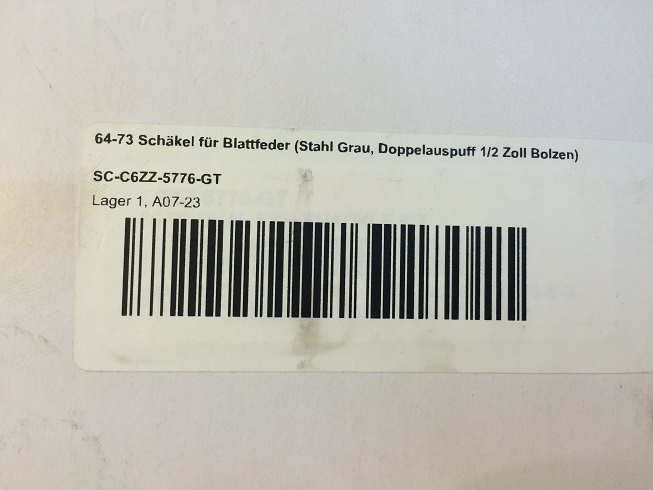 64-73 Schäkel für Blattfeder (Stahl Grau, Doppelauspuff 1/2 Zoll Bolzen)
SC-C6ZZ-5776-GT
Lager 1, A07-23